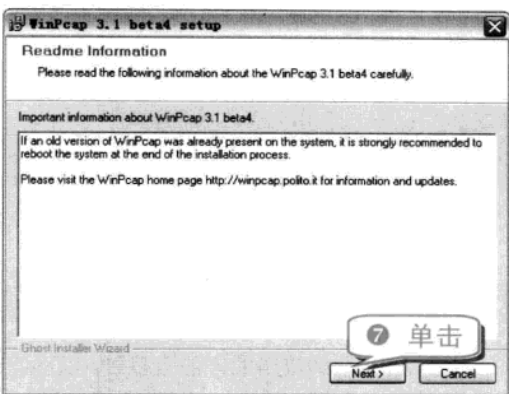 WinPcap 3.1 beta4 setup
Readme Information
Please read the following information about the WinPcap 3.1 beta4 carefully.
Important information about WinPcap 3.1 beta4.
If an old version of WinPcap was already present on the system, it is strongly recommended to
reboot the system at the end of the installation process.
Please visit the WinPcap home page http://winpcap.polito.it for information and updates.
❼ 单击
Ghost Installer Wizard
Next >
Cancel